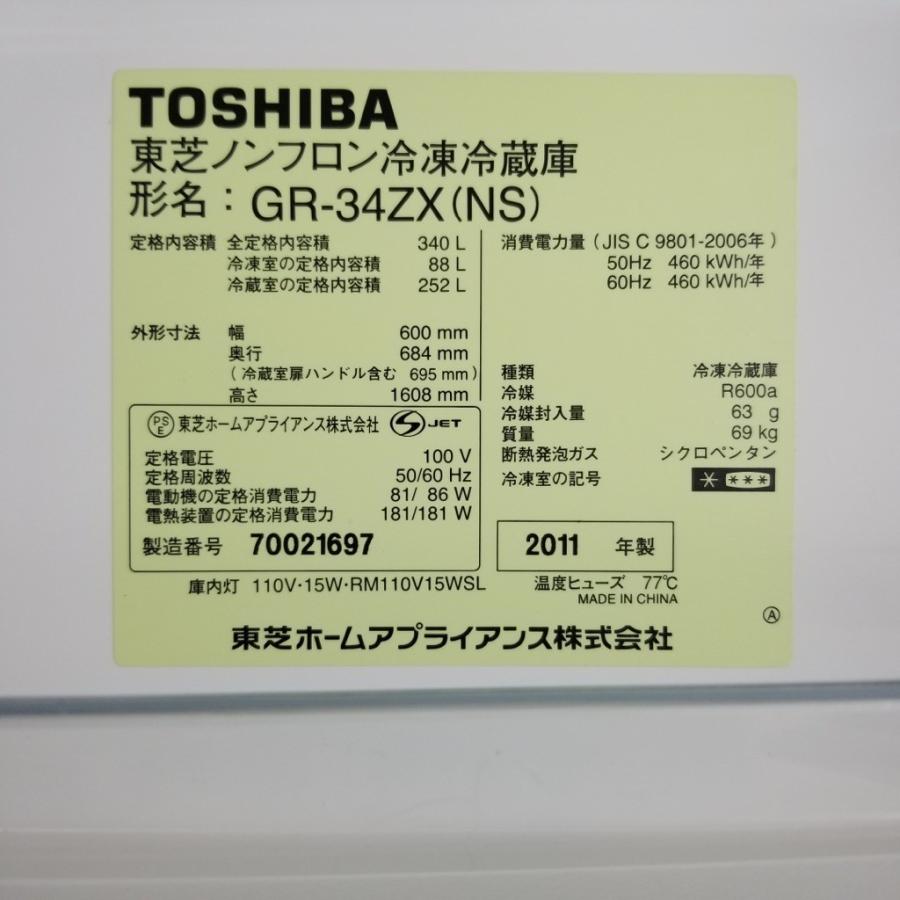 TOSHIBA
東芝ノンフロン冷凍冷蔵庫
形名：GR-34ZX(NS)
定格内容積 全定格内容積 340 L
冷凍室の定格内容積 88 L
冷蔵室の定格内容積 252 L
外形寸法 幅 600 mm
奥行 684 mm
(冷蔵室扉ハンドル含む 695 mm)
高さ 1608 mm
PSE 東芝ホームアプライアンス株式会社 S JET
定格電圧 100 V
定格周波数 50/60 Hz
電動機の定格消費電力 81/ 86 W
電熱装置の定格消費電力 181/181 W
製造番号 70021697
消費電力量 (JIS C 9801-2006年)
50Hz 460 kWh/年
60Hz 460 kWh/年
種類 冷凍冷蔵庫
冷媒 R600a
冷媒封入量 63 g
質量 69 kg
断熱発泡ガス シクロペンタン
冷凍室の記号 * ***
2011 年製
庫内灯 110V･15W･RM110V15WSL
温度ヒューズ 77℃
MADE IN CHINA
Ⓐ
東芝ホームアプライアンス株式会社